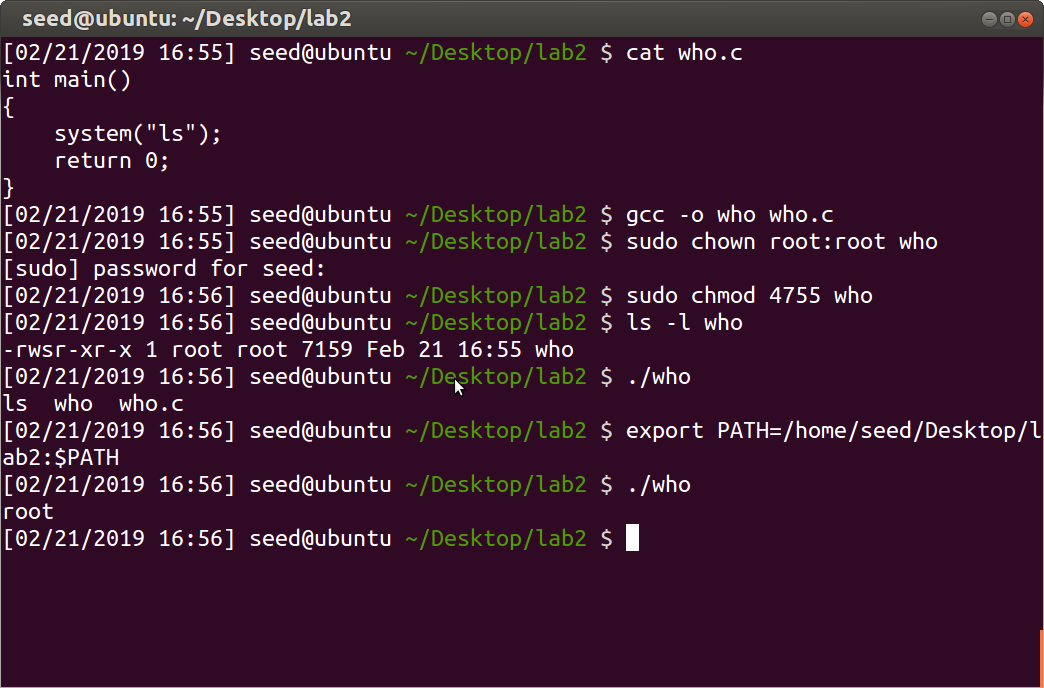 seed@ubuntu: ~/Desktop/lab2
[02/21/2019 16:55] seed@ubuntu ~/Desktop/lab2 $ cat who.c
int main()
{
    system("ls");
    return 0;
}
[02/21/2019 16:55] seed@ubuntu ~/Desktop/lab2 $ gcc -o who who.c
[02/21/2019 16:55] seed@ubuntu ~/Desktop/lab2 $ sudo chown root:root who
[sudo] password for seed:
[02/21/2019 16:56] seed@ubuntu ~/Desktop/lab2 $ sudo chmod 4755 who
[02/21/2019 16:56] seed@ubuntu ~/Desktop/lab2 $ ls -l who
-rwsr-xr-x 1 root root 7159 Feb 21 16:55 who
[02/21/2019 16:56] seed@ubuntu ~/Desktop/lab2 $ ./who
ls  who  who.c
[02/21/2019 16:56] seed@ubuntu ~/Desktop/lab2 $ export PATH=/home/seed/Desktop/l
ab2:$PATH
[02/21/2019 16:56] seed@ubuntu ~/Desktop/lab2 $ ./who
root
[02/21/2019 16:56] seed@ubuntu ~/Desktop/lab2 $